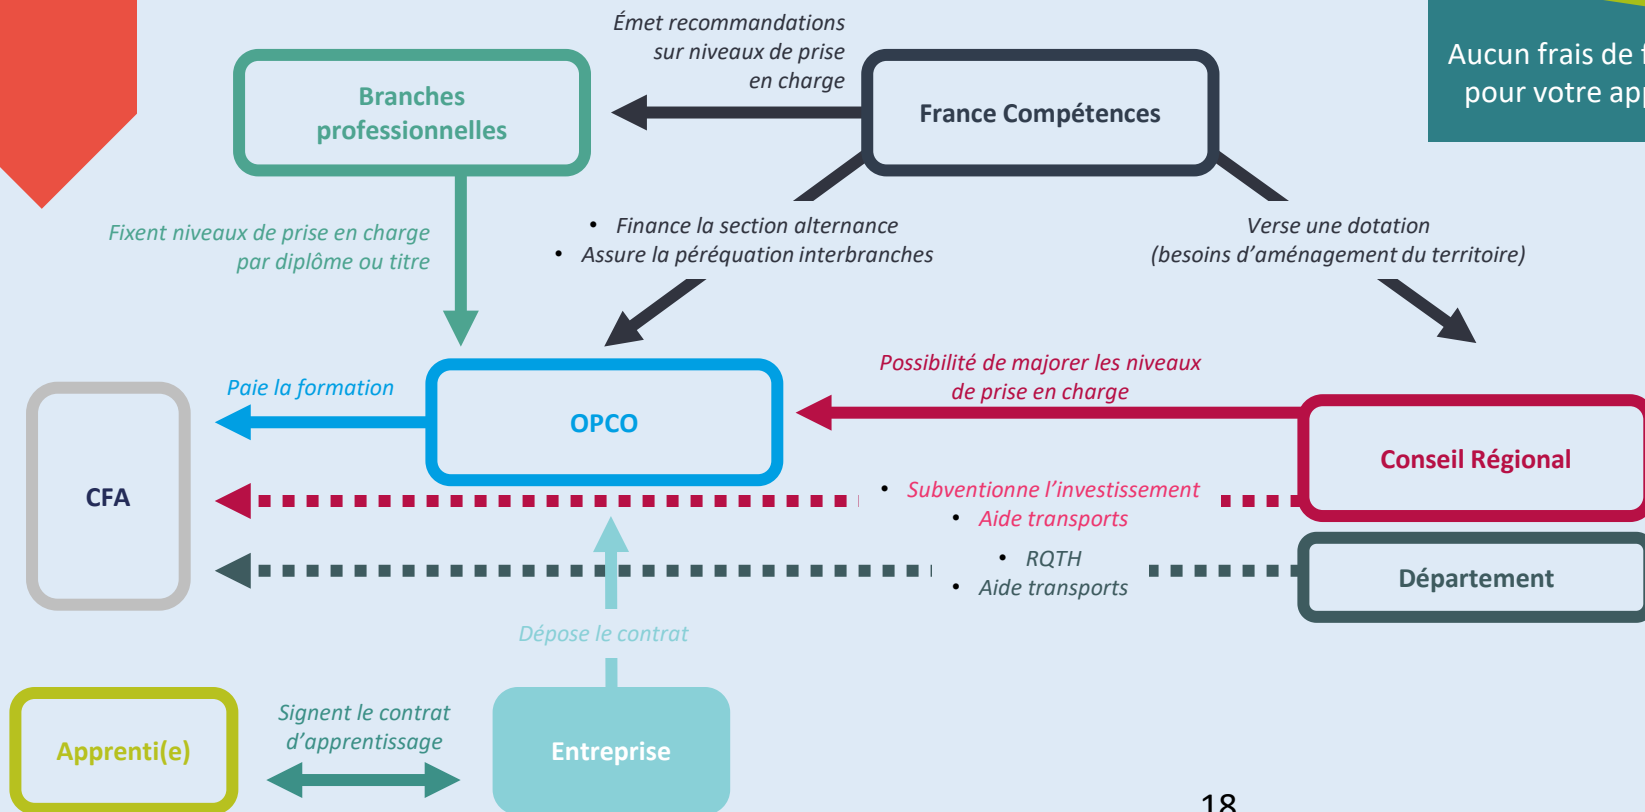 Émet recommandations
sur niveaux de prise
en charge
Branches
professionnelles
France Compétences
Aucun frais de
pour votre
Fixent niveaux de prise en charge
par diplôme ou titre
• Finance la section alternance
• Assure la péréquation interbranches
Verse une dotation
(besoins d’aménagement du territoire)
Paie la formation
OPCO
Possibilité de majorer les niveaux
de prise en charge
Conseil Régional
CFA
• Subventionne l’investissement
• Aide transports
• RQTH
• Aide transports
Département
Dépose le contrat
Apprenti(e)
Signent le contrat
d’apprentissage
Entreprise
18